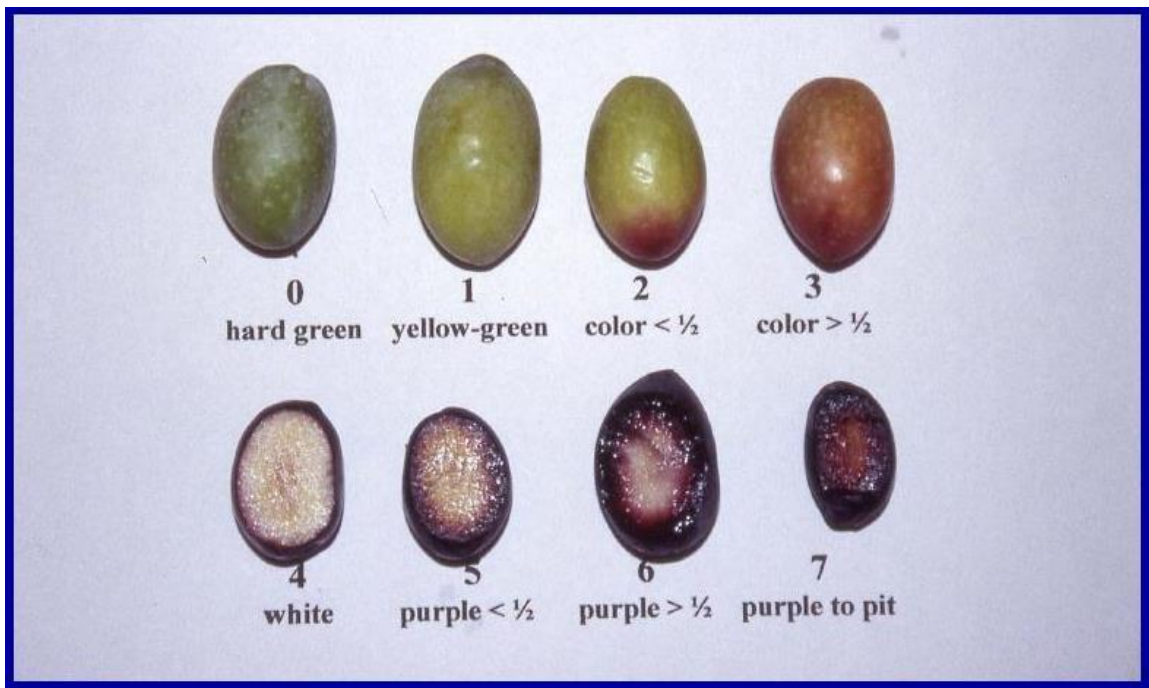 0 1 2 3
hard green yellow-green color < ½ color > ½
4 5 6 7
white purple < ½ purple > ½ purple to pit